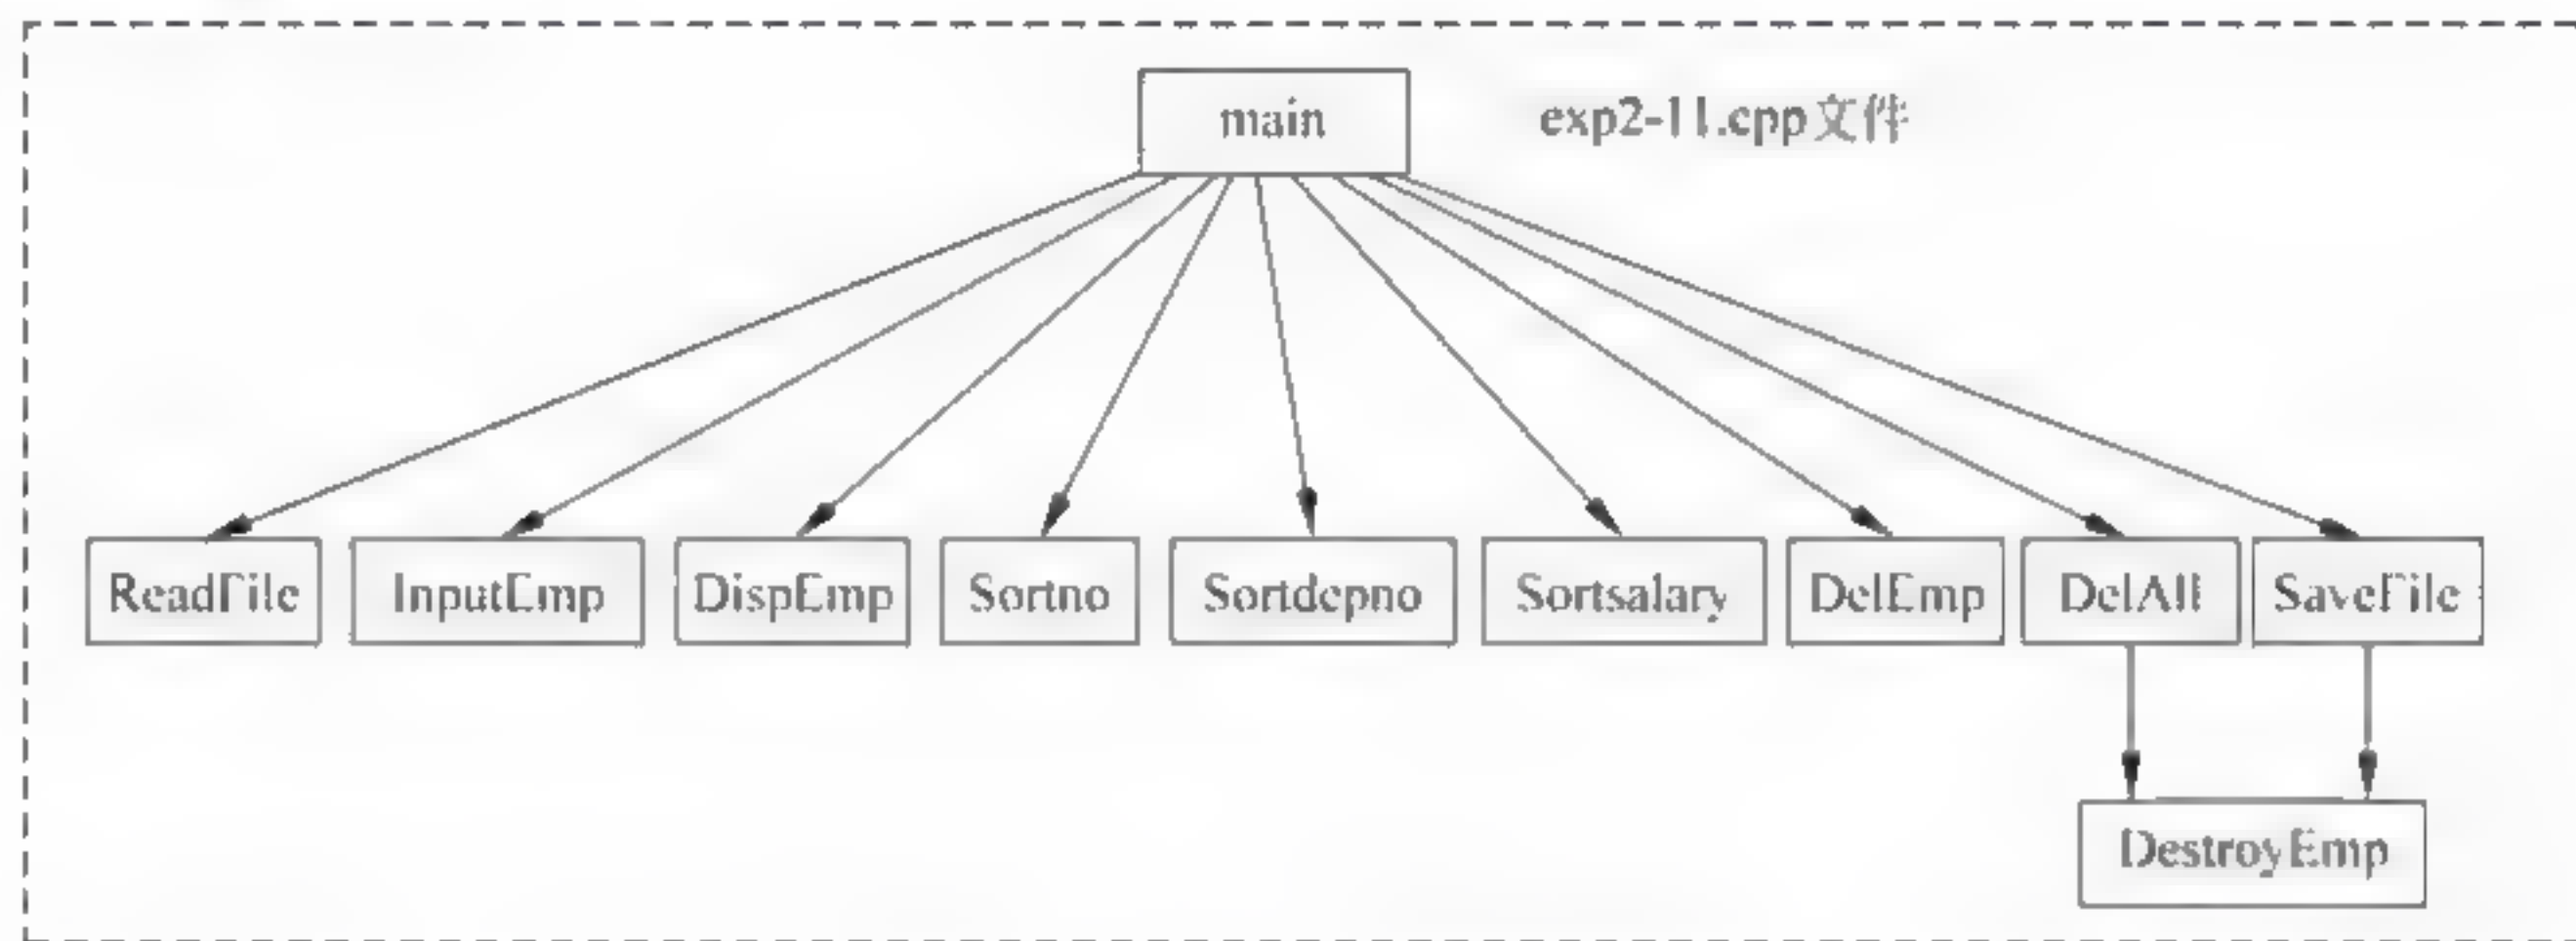 main
exp2-11.cpp文件
ReadFile
InputEmp
DispEmp
Sortno
Sortdepno
Sortsalary
DelEmp
DelAll
SaveFile
DestroyEmp